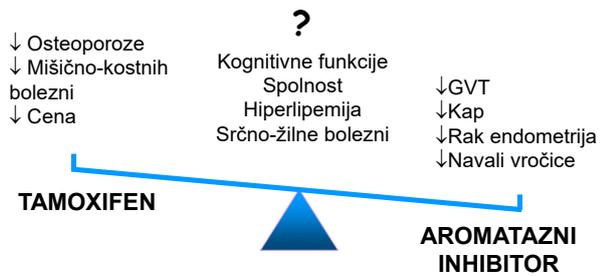 ?
↓ Osteoporoze
↓ Mišično-kostnih
bolezni
↓ Cena
Kognitivne funkcije
Spolnost
Hiperlipemija
Srčno-žilne bolezni
↓GVT
↓Kap
↓Rak endometrija
↓Navali vročice
TAMOXIFEN
AROMATAZNI
INHIBITOR